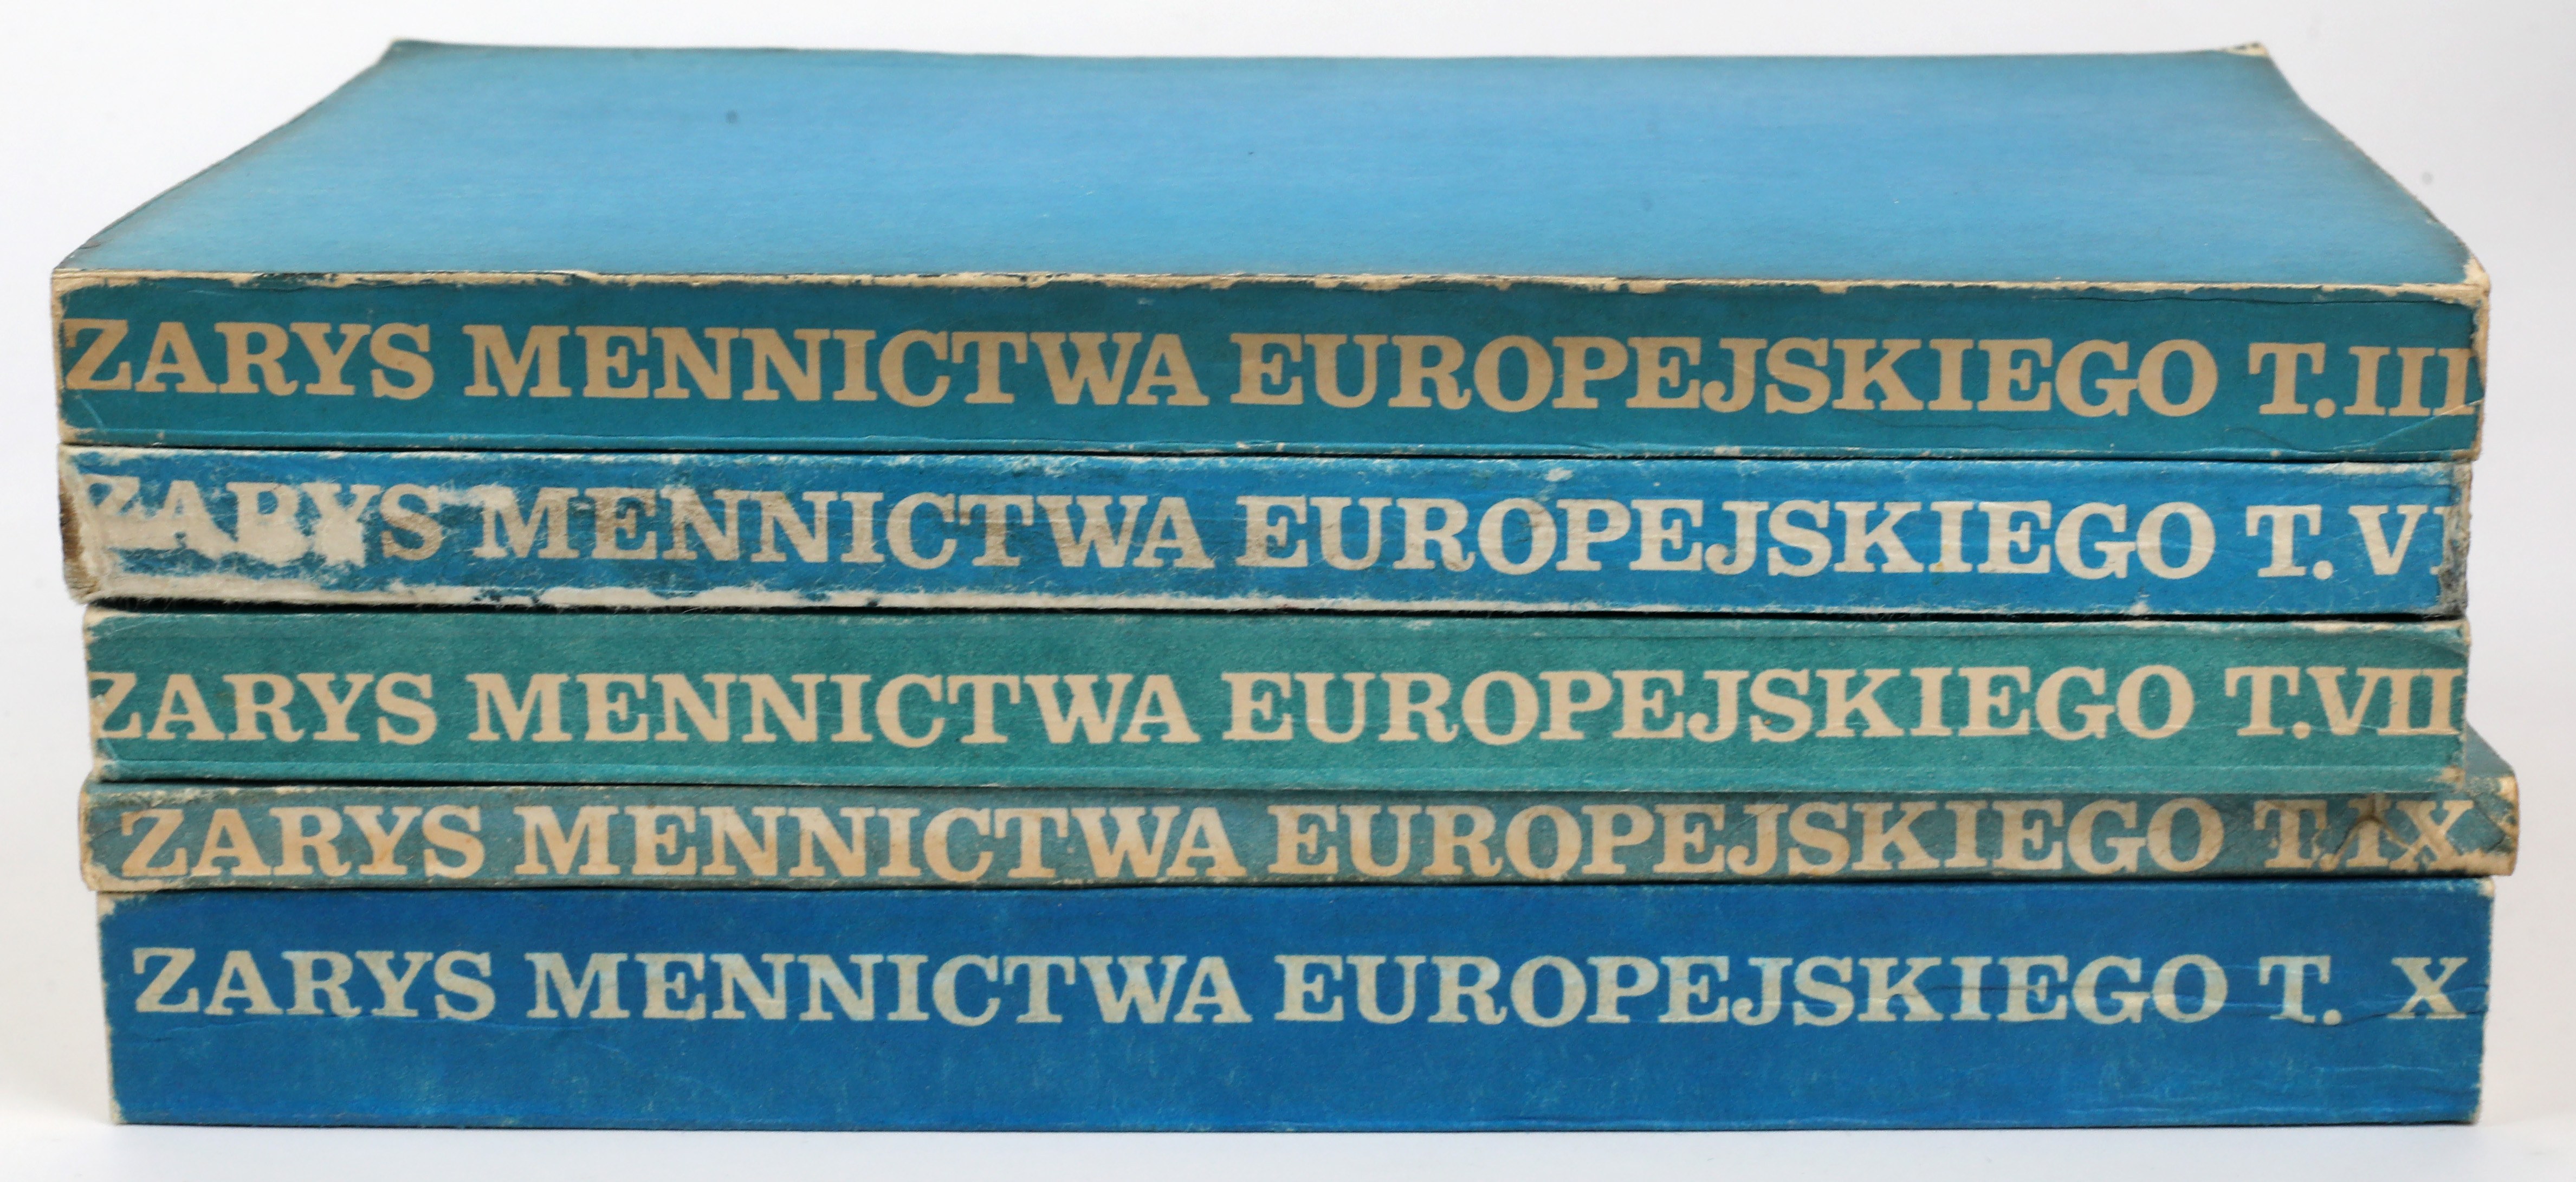 ZARYS MENNICTWA EUROPEJSKIEGO T.III
ZARYS MENNICTWA EUROPEJSKIEGO T. VI
ZARYS MENNICTWA EUROPEJSKIEGO T.VII
ZARYS MENNICTWA EUROPEJSKIEGO T.IX
ZARYS MENNICTWA EUROPEJSKIEGO T. X